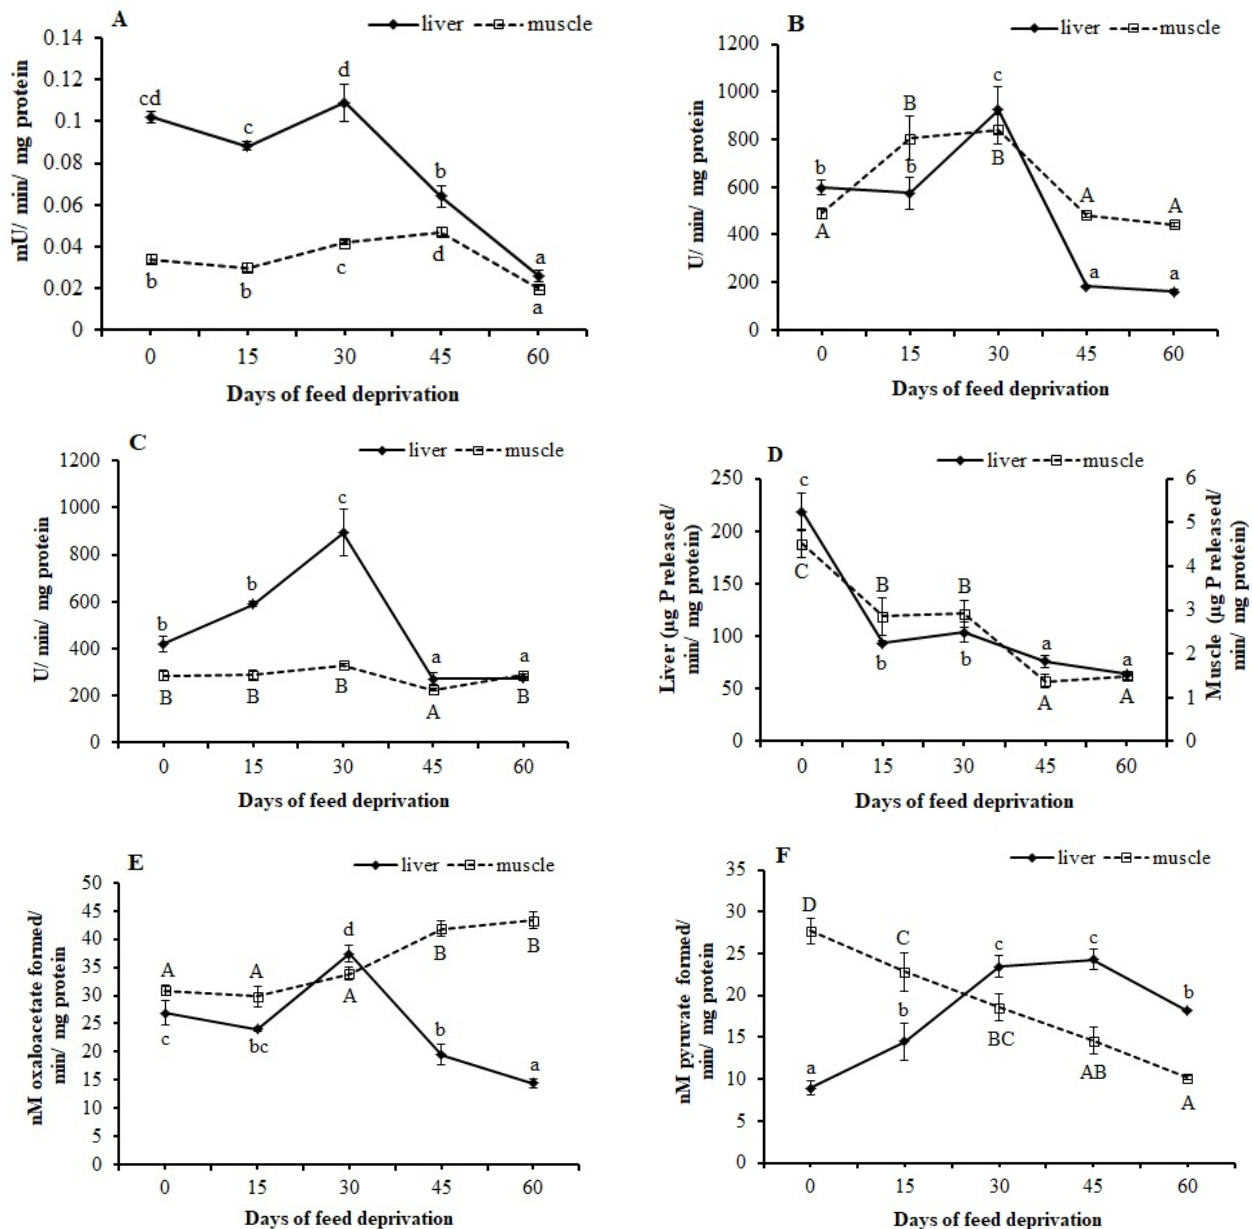 A
liver muscle
0.14
0.12
0.1
0.08
0.06
0.04
0.02
0
mU/ min/ mg protein
cd c d b a
b b c d a
0 15 30 45 60
Days of feed deprivation
B
liver muscle
1200
1000
800
600
400
200
0
U/ min/ mg protein
b b c a a
A B B A A
0 15 30 45 60
Days of feed deprivation
C
liver muscle
1200
1000
800
600
400
200
0
U/ min/ mg protein
b b c a a
B B B A B
0 15 30 45 60
Days of feed deprivation
D
liver muscle
250
200
150
100
50
0
Liver (µg P released/
min/ mg protein)
c b b a a
C B B A A
6
5
4
3
2
1
0
Muscle (µg P released/
min/ mg protein)
0 15 30 45 60
Days of feed deprivation
E
liver muscle
50
45
40
35
30
25
20
15
10
5
0
nM oxaloacetate formed/
min/ mg protein
A A A B B
c bc d b a
0 15 30 45 60
Days of feed deprivation
F
liver muscle
35
30
25
20
15
10
5
0
nM pyruvate formed/
min/ mg protein
D C BC AB A
a b c c b
0 15 30 45 60
Days of feed deprivation